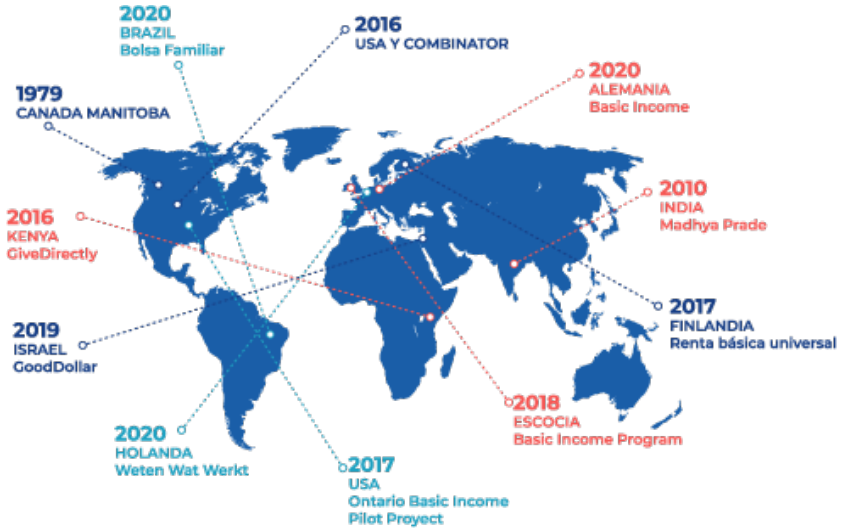 2020
BRAZIL
Bolsa Familiar
2016
USA Y COMBINATOR
2020
ALEMANIA
Basic Income
1979
CANADA MANITOBA
2010
INDIA
Madhya Prade
2016
KENYA
GiveDirectly
2017
FINLANDIA
Renta básica universal
2019
ISRAEL
GoodDollar
2018
ESCOCIA
Basic Income Program
2020
HOLANDA
Weten Wat Werkt
2017
USA
Ontario Basic Income
Pilot Proyect